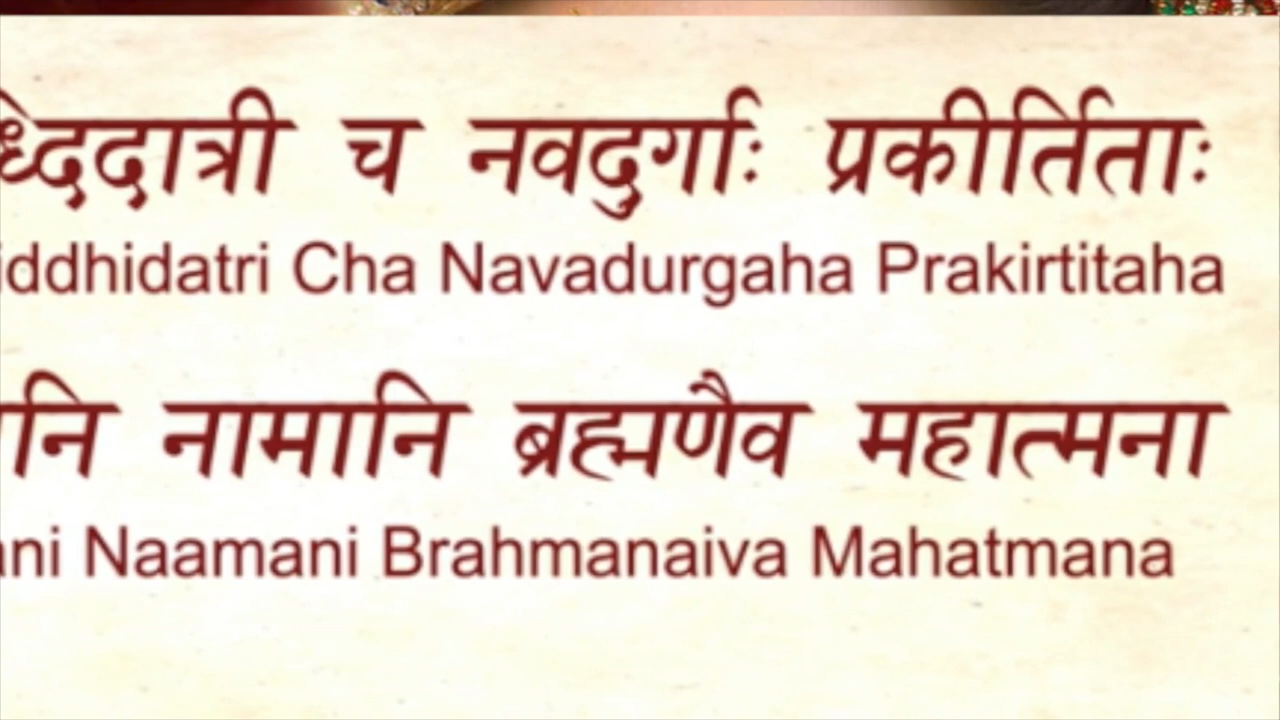 द्धिदात्री च नवदुर्गाः प्रकीर्तिताः
iddhidatri Cha Navadurgaha Prakirtitaha
नि नामानि ब्रह्मणैव महात्मना
ani Naamani Brahmanaiva Mahatmana